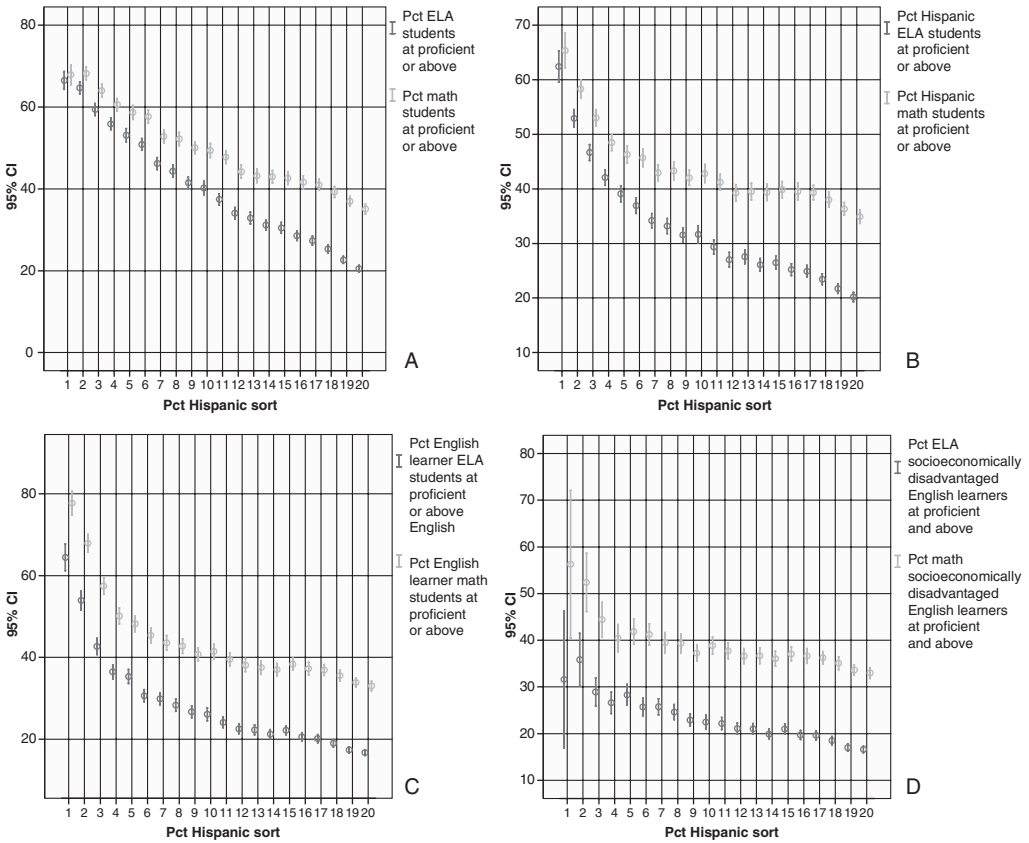 80
60
40
20
0
95% CI
1 2 3 4 5 6 7 8 9 10 11 12 13 14 15 16 17 18 19 20
Pct Hispanic sort
A
Pct ELA
students
at proficient
or above
Pct math
students
at proficient
or above
70
60
50
40
30
20
10
95% CI
1 2 3 4 5 6 7 8 9 10 11 12 13 14 15 16 17 18 19 20
Pct Hispanic sort
B
Pct Hispanic
ELA students
at proficient
or above
Pct Hispanic
math students
at proficient
or above
80
60
40
20
95% CI
1 2 3 4 5 6 7 8 9 10 11 12 13 14 15 16 17 18 19 20
Pct Hispanic sort
C
Pct English
learner ELA
students at
proficient
or above
English
Pct English
learner math
students at
proficient
or above
80
70
60
50
40
30
20
10
95% CI
1 2 3 4 5 6 7 8 9 10 11 12 13 14 15 16 17 18 19 20
Pct Hispanic sort
D
Pct ELA
socioeconomically
disadvantaged
English learners
at proficient
and above
Pct math
socioeconomically
disadvantaged
English learners
at proficient
and above